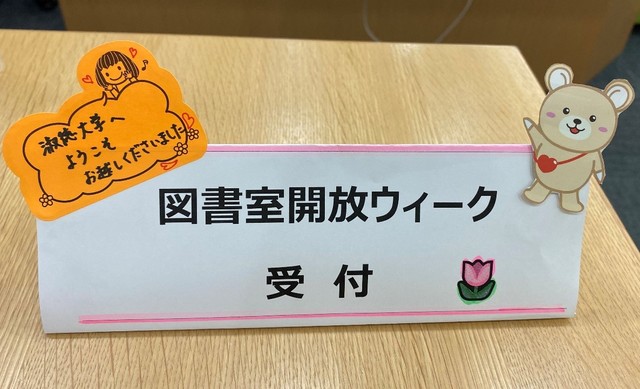 淑徳大学へ
ようこそ
お越しくださいました
図書室開放ウィーク
受付